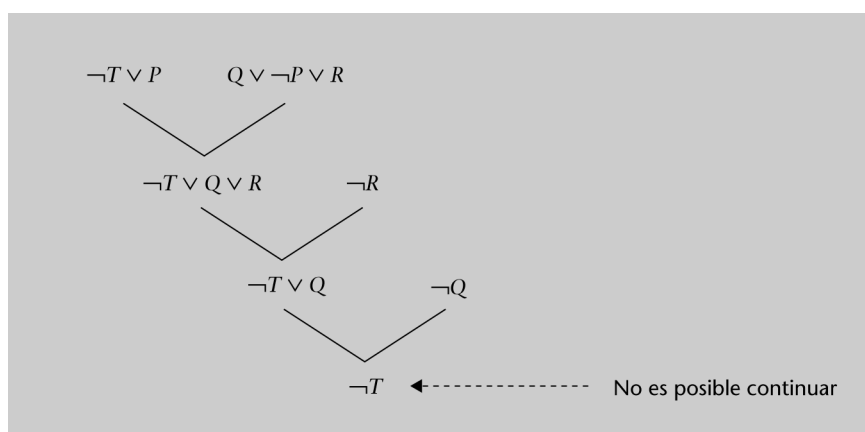 ¬T ∨ P Q ∨ ¬P ∨ R
¬T ∨ Q ∨ R ¬R
¬T ∨ Q ¬Q
¬T No es posible continuar